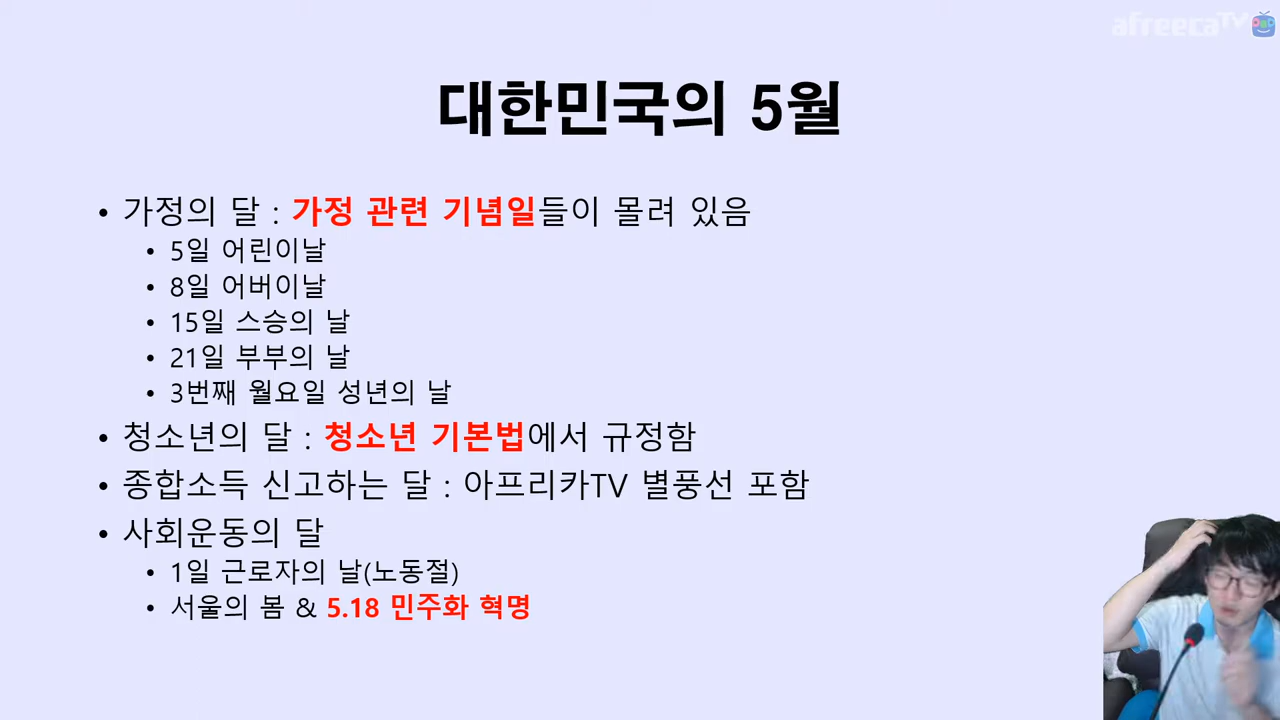 afreecaTV
대한민국의 5월
• 가정의 달 : 가정 관련 기념일들이 몰려 있음
• 5일 어린이날
• 8일 어버이날
• 15일 스승의 날
• 21일 부부의 날
• 3번째 월요일 성년의 날
• 청소년의 달 : 청소년 기본법에서 규정함
• 종합소득 신고하는 달 : 아프리카TV 별풍선 포함
• 사회운동의 달
• 1일 근로자의 날(노동절)
• 서울의 봄 & 5.18 민주화 혁명